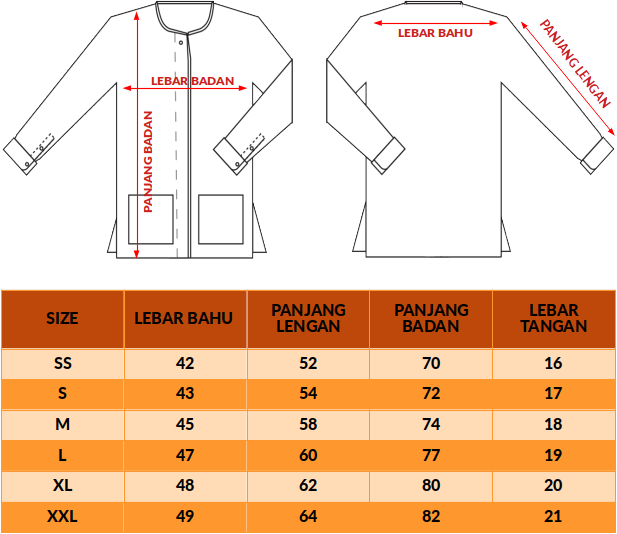 LEBAR BAHU
PANJANG LENGAN
LEBAR BADAN
PANJANG BADAN
SIZE LEBAR BAHU PANJANG LENGAN PANJANG BADAN LEBAR TANGAN
SS 42 52 70 16
S 43 54 72 17
M 45 58 74 18
L 47 60 77 19
XL 48 62 80 20
XXL 49 64 82 21